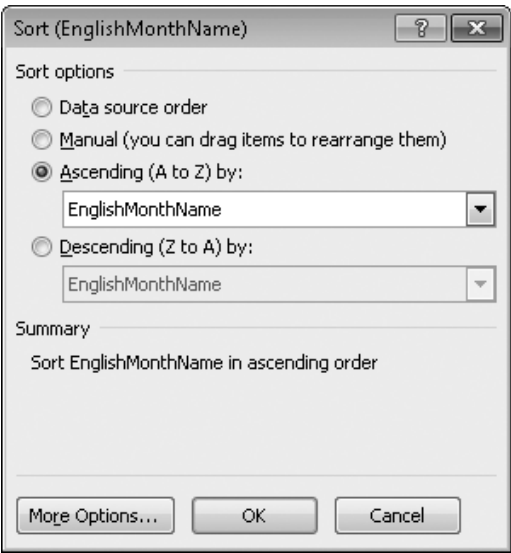 Sort (EnglishMonthName)
Sort options
Data source order
Manual (you can drag items to rearrange them)
Ascending (A to Z) by:
EnglishMonthName
Descending (Z to A) by:
EnglishMonthName
Summary
Sort EnglishMonthName in ascending order
More Options... OK Cancel